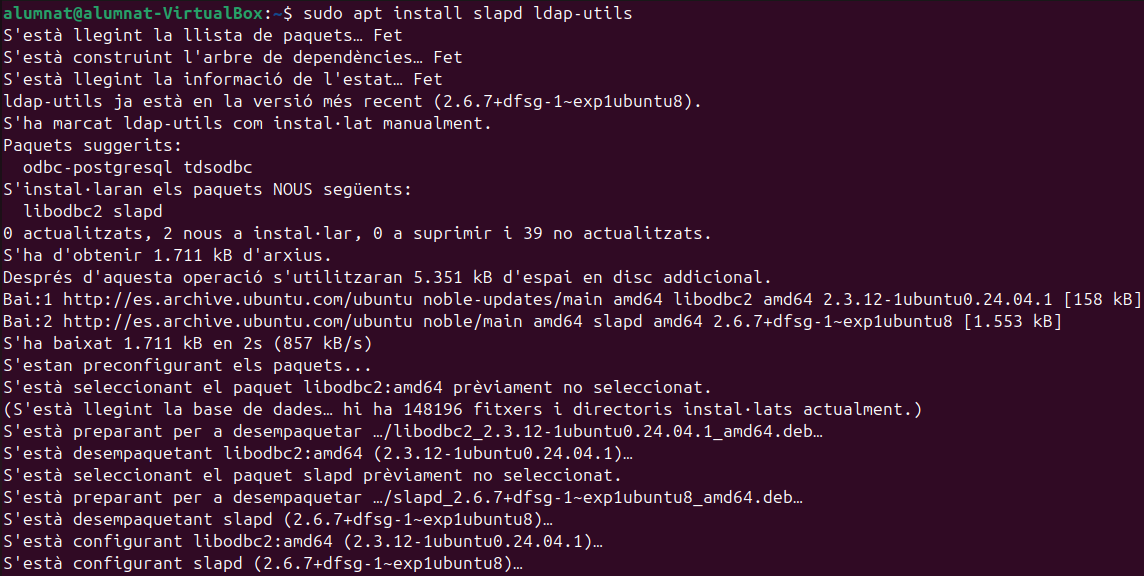 alumnat@alumnat-VirtualBox:~$ sudo apt install slapd ldap-utils
S'està llegint la llista de paquets… Fet
S'està construint l'arbre de dependències… Fet
S'està llegint la informació de l'estat… Fet
ldap-utils ja està en la versió més recent (2.6.7+dfsg-1~exp1ubuntu8).
S'ha marcat ldap-utils com instal·lat manualment.
Paquets suggerits:
  odbc-postgresql tdsodbc
S'instal·laran els paquets NOUS següents:
  libodbc2 slapd
0 actualitzats, 2 nous a instal·lar, 0 a suprimir i 39 no actualitzats.
S'ha d'obtenir 1.711 kB d'arxius.
Després d'aquesta operació s'utilitzaran 5.351 kB d'espai en disc addicional.
Bai:1 http://es.archive.ubuntu.com/ubuntu noble-updates/main amd64 libodbc2 amd64 2.3.12-1ubuntu0.24.04.1 [158 kB]
Bai:2 http://es.archive.ubuntu.com/ubuntu noble/main amd64 slapd amd64 2.6.7+dfsg-1~exp1ubuntu8 [1.553 kB]
S'ha baixat 1.711 kB en 2s (857 kB/s)
S'estan preconfigurant els paquets...
S'està seleccionant el paquet libodbc2:amd64 prèviament no seleccionat.
(S'està llegint la base de dades… hi ha 148196 fitxers i directoris instal·lats actualment.)
S'està preparant per a desempaquetar …/libodbc2_2.3.12-1ubuntu0.24.04.1_amd64.deb…
S'està desempaquetant libodbc2:amd64 (2.3.12-1ubuntu0.24.04.1)…
S'està seleccionant el paquet slapd prèviament no seleccionat.
S'està preparant per a desempaquetar …/slapd_2.6.7+dfsg-1~exp1ubuntu8_amd64.deb…
S'està desempaquetant slapd (2.6.7+dfsg-1~exp1ubuntu8)…
S'està configurant libodbc2:amd64 (2.3.12-1ubuntu0.24.04.1)…
S'està configurant slapd (2.6.7+dfsg-1~exp1ubuntu8)…